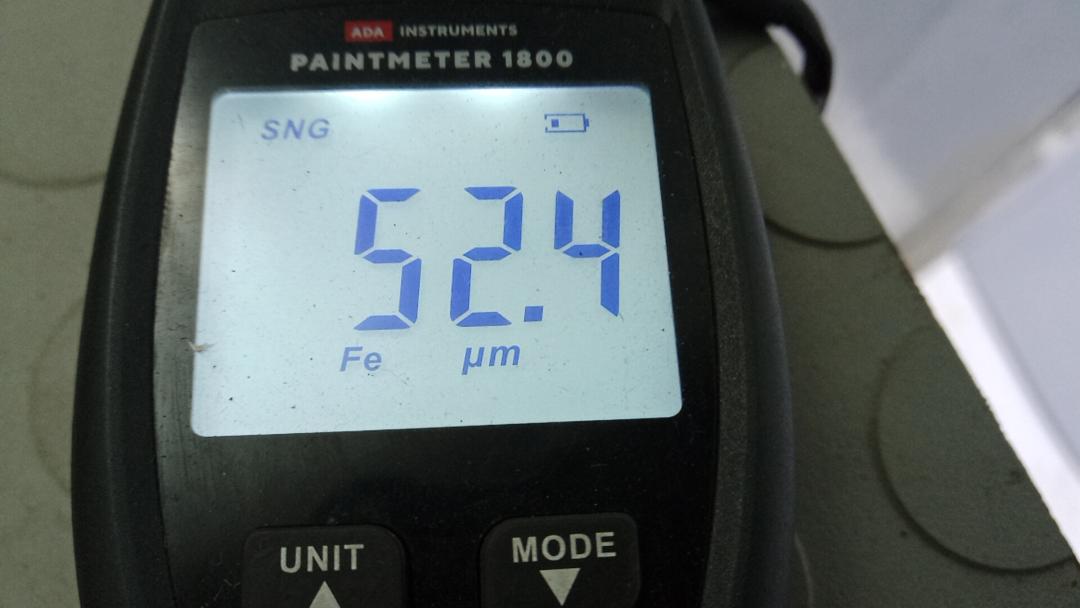 ADA INSTRUMENTS
PAINTMETER 1800
SNG
52.4
Fe µm
UNIT MODE